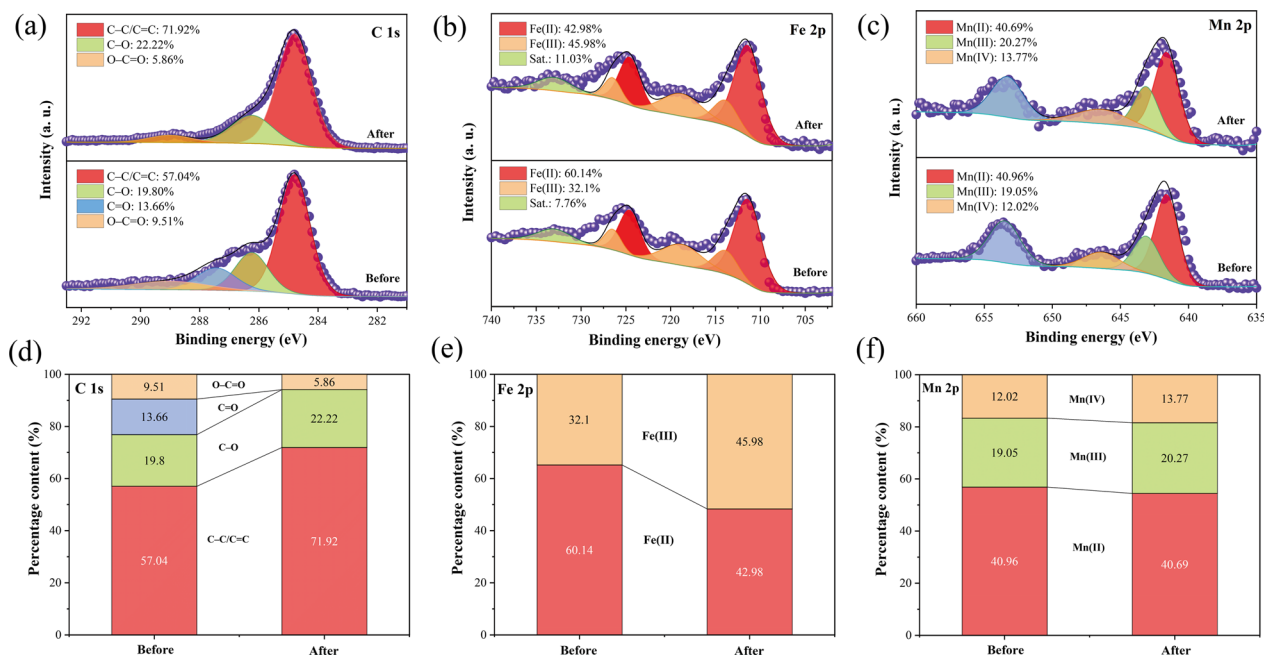 (a)
C 1s
C–C/C=C: 71.92%
C–O: 22.22%
O–C=O: 5.86%
After
C–C/C=C: 57.04%
C–O: 19.80%
C=O: 13.66%
O–C=O: 9.51%
Before
Intensity (a. u.)
292 290 288 286 284 282
Binding energy (eV)
(b)
Fe 2p
Fe(II): 42.98%
Fe(III): 45.98%
Sat.: 11.03%
After
Fe(II): 60.14%
Fe(III): 32.1%
Sat.: 7.76%
Before
Intensity (a. u.)
740 735 730 725 720 715 710 705
Binding energy (eV)
(c)
Mn 2p
Mn(II): 40.69%
Mn(III): 20.27%
Mn(IV): 13.77%
After
Mn(II): 40.96%
Mn(III): 19.05%
Mn(IV): 12.02%
Before
Intensity (a. u.)
660 655 650 645 640 635
Binding energy (eV)
(d)
C 1s
100
80
60
40
20
0
Percentage content (%)
9.51
O–C=O
5.86
13.66
C=O
22.22
19.8
C–O
57.04
C–C/C=C
71.92
Before After
(e)
Fe 2p
100
80
60
40
20
0
Percentage content (%)
32.1
Fe(III)
45.98
60.14
Fe(II)
42.98
Before After
(f)
Mn 2p
100
80
60
40
20
0
Percentage content (%)
12.02
Mn(IV)
13.77
19.05
Mn(III)
20.27
40.96
Mn(II)
40.69
Before After